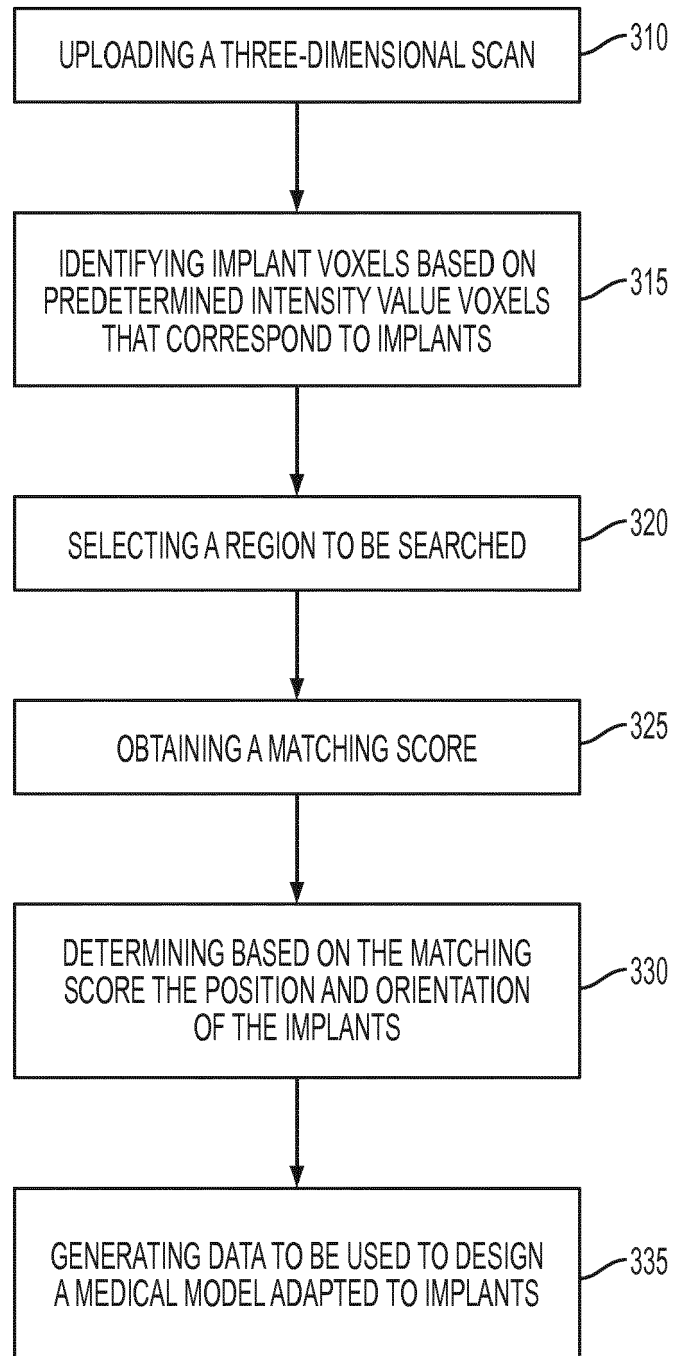 UPLOADING A THREE-DIMENSIONAL SCAN
310
IDENTIFYING IMPLANT VOXELS BASED ON
PREDETERMINED INTENSITY VALUE VOXELS
THAT CORRESPOND TO IMPLANTS
315
SELECTING A REGION TO BE SEARCHED
320
OBTAINING A MATCHING SCORE
325
DETERMINING BASED ON THE MATCHING
SCORE THE POSITION AND ORIENTATION
OF THE IMPLANTS
330
GENERATING DATA TO BE USED TO DESIGN
A MEDICAL MODEL ADAPTED TO IMPLANTS
335